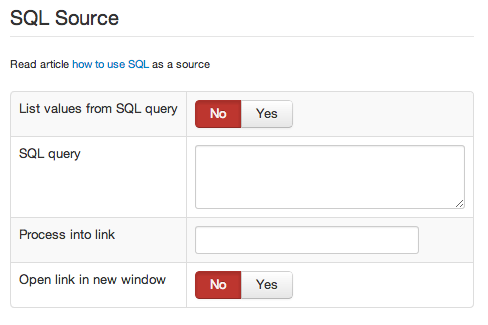 SQL Source
Read article how to use SQL as a source
List values from SQL query No Yes
SQL query
Process into link
Open link in new window No Yes